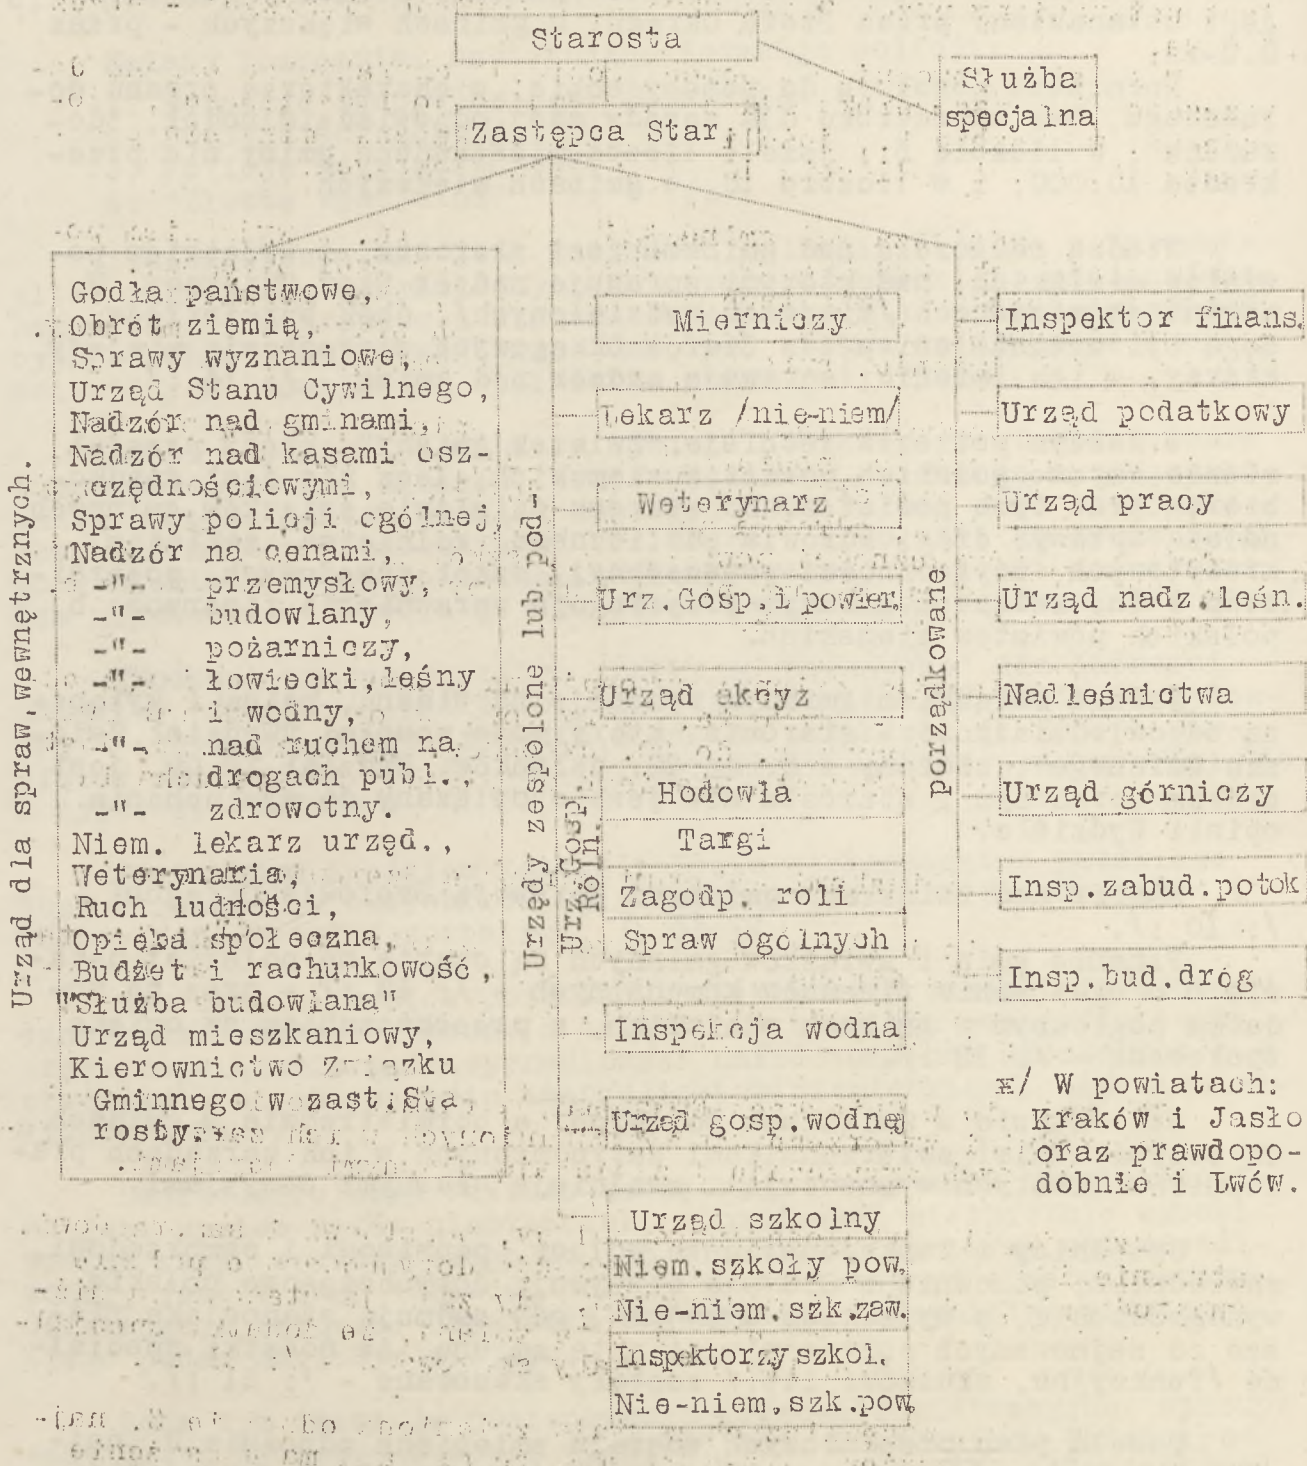 Starosta
Służba
specjalna
Zastępca Star.
Urząd dla spraw wewnętrznych.
Godła państwowe,
Obrót ziemią,
Sprawy wyznaniowe,
Urząd Stanu Cywilnego,
Nadzór nad gminami,
Nadzór nad kasami osz-
czędnościowymi,
Sprawy policji ogólnej,
Nadzór na cenami,
-"- przemysłowy,
-"- budowlany,
-"- pożarniczy,
-"- łowiecki, leśny
i wodny,
-"- nad ruchem na
drogach publ.,
-"- zdrowotny.
Niem. lekarz urzęd.,
Weterynaria,
Ruch ludności,
Opieka społeczna,
Budżet i rachunkowość,
"Służba budowlana"
Urząd mieszkaniowy,
Kierownictwo Związku
Gminnego w zast. Sta
rosty
Urzędy zespolone lub pod-
porządkowane
Mierniczy
Lekarz /nie-niem/
Weterynarz
Urz.Gosp.i powier.
Urząd akcyz
Urz.Gosp.
Roln.
Hodowla
Targi
Zagodp. roli
Spraw ogólnych
Inspekcja wodna
Urząd gosp.wodnej
Urząd szkolny
Niem.szkoły pow.
Nie-niem.szk.zaw.
Inspektorzy szkol.
Nie-niem.szk.pow.
Inspektor finans.
Urząd podatkowy
Urząd pracy
Urząd nadz.leśn.
Nadleśnictwa
Urząd górniczy
Insp.zabud.potok
Insp.bud.dróg
x/ W powiatach:
Kraków i Jasło
oraz prawdopo-
dobnie i Lwów.